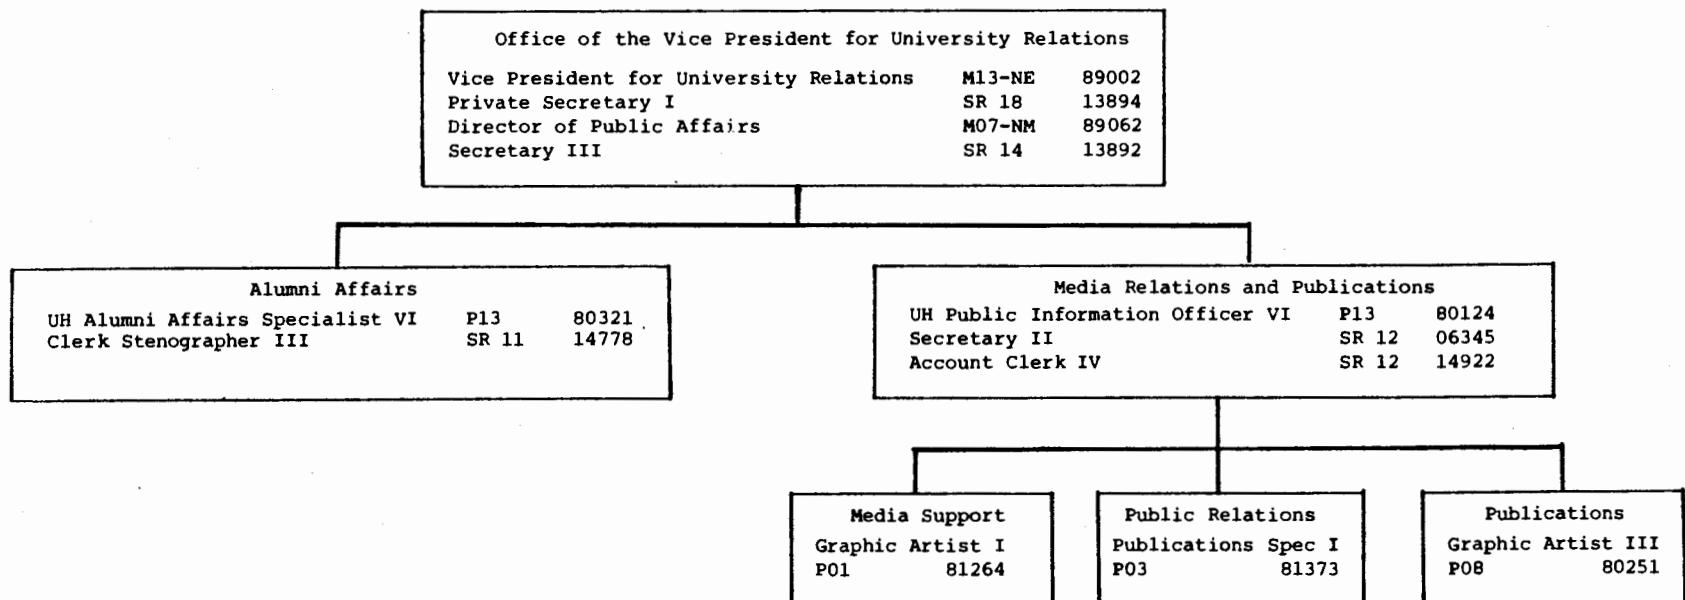 Office of the Vice President for University Relations
Vice President for University Relations M13-NE 89002
Private Secretary I SR 18 13894
Director of Public Affairs M07-NM 89062
Secretary III SR 14 13892
Alumni Affairs
UH Alumni Affairs Specialist VI P13 80321
Clerk Stenographer III SR 11 14778
Media Relations and Publications
UH Public Information Officer VI P13 80124
Secretary II SR 12 06345
Account Clerk IV SR 12 14922
Media Support
Graphic Artist I
P01 81264
Public Relations
Publications Spec I
P03 81373
Publications
Graphic Artist III
P08 80251